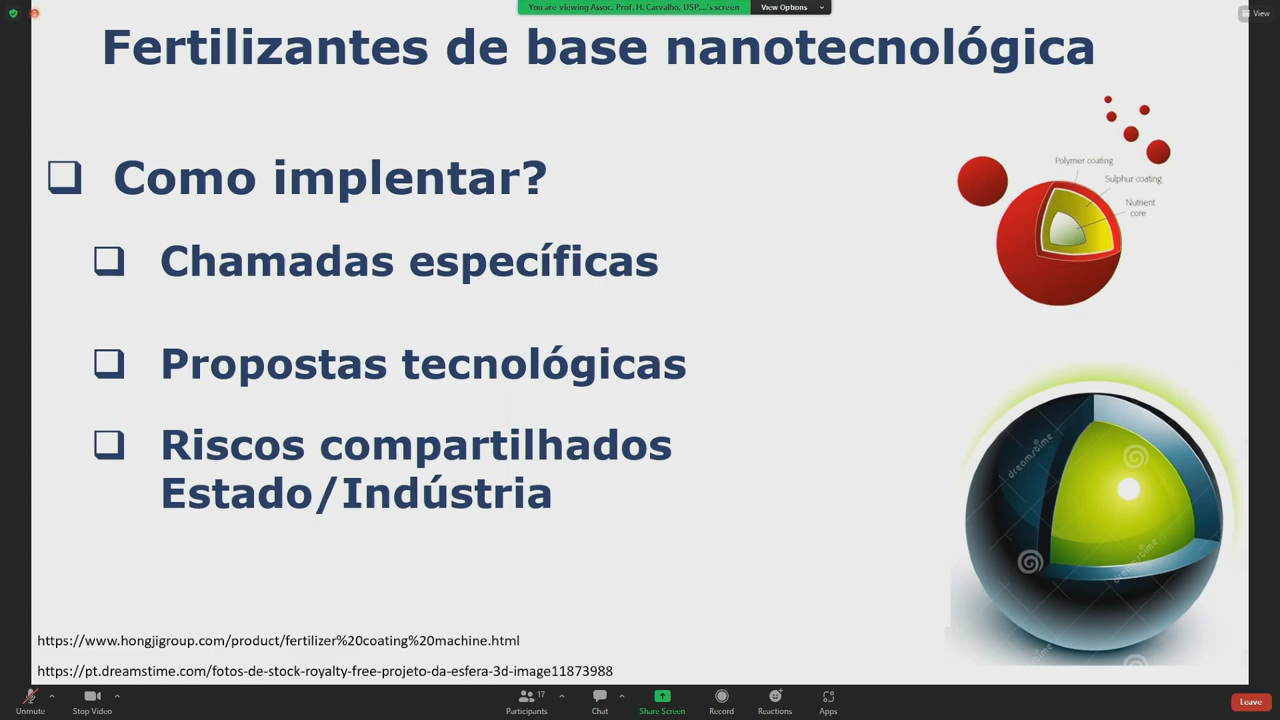 You are viewing Assoc. Prof. H. Carvalho, USP,...'s screen
View Options
View
Fertilizantes de base nanotecnológica
Como implentar?
Chamadas específicas
Propostas tecnológicas
Riscos compartilhados
Estado/Indústria
Polymer coating
Sulphur coating
Nutrient
core
dreamstime
dreamstime
https://www.hongjigroup.com/product/fertilizer%20coating%20machine.html
https://pt.dreamstime.com/fotos-de-stock-royalty-free-projeto-da-esfera-3d-image11873988
Unmute
Stop Video
17
Participants
Chat
Share Screen
Record
Reactions
Apps
Leave